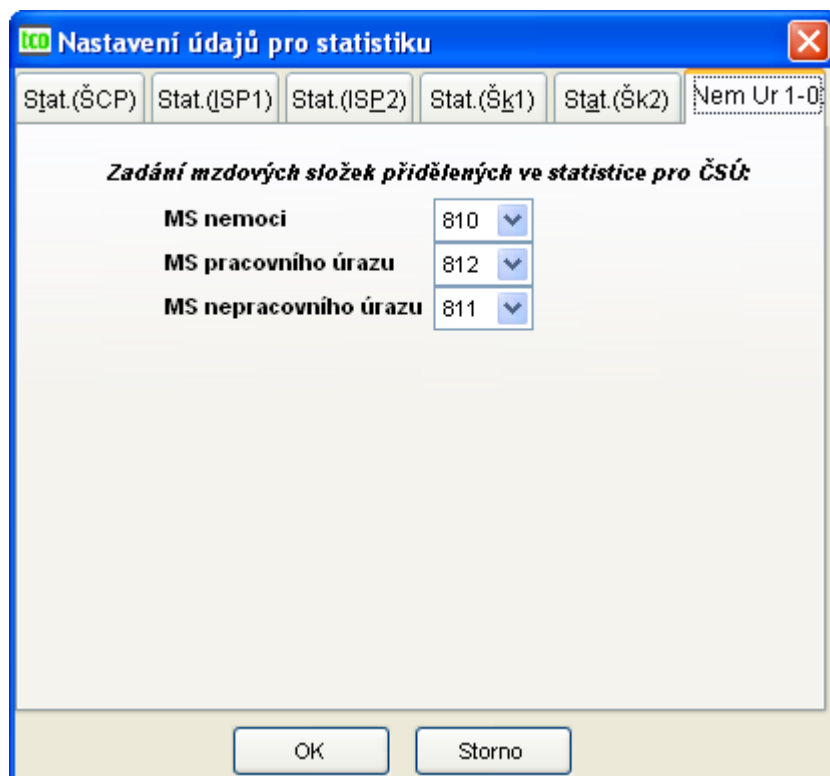 tco Nastavení údajů pro statistiku
Stat.(ŠCP) Stat.(ISP1) Stat.(ISP2) Stat.(Šk1) Stat.(Šk2) Nem Ur 1-0
Zadání mzdových složek přidělených ve statistice pro ČSÚ:
MS nemoci 810
MS pracovního úrazu 812
MS nepracovního úrazu 811
OK Storno